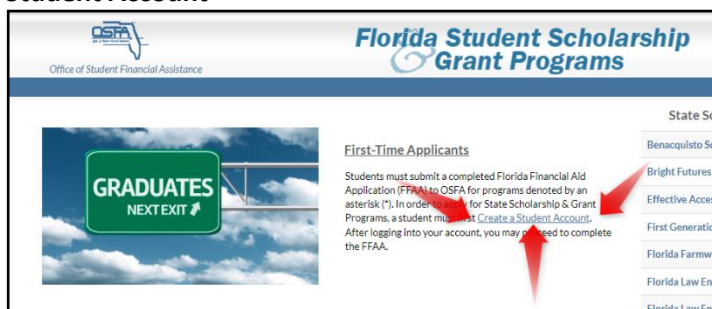 Student Account
OSFA
Office of Student Financial Assistance
Florida Student Scholarship
& Grant Programs
GRADUATES
NEXT EXIT
First-Time Applicants
Students must submit a completed Florida Financial Aid
Application (FFAA) to OSFA for programs denoted by an
asterisk (*). In order to apply for State Scholarship & Grant
Programs, a student must first Create a Student Account.
After logging into your account, you may proceed to complete
the FFAA.
State Sc
Benacquisto Sc
Bright Futures
Effective Acces
First Generatio
Florida Farmw
Florida Law En
Florida Law En